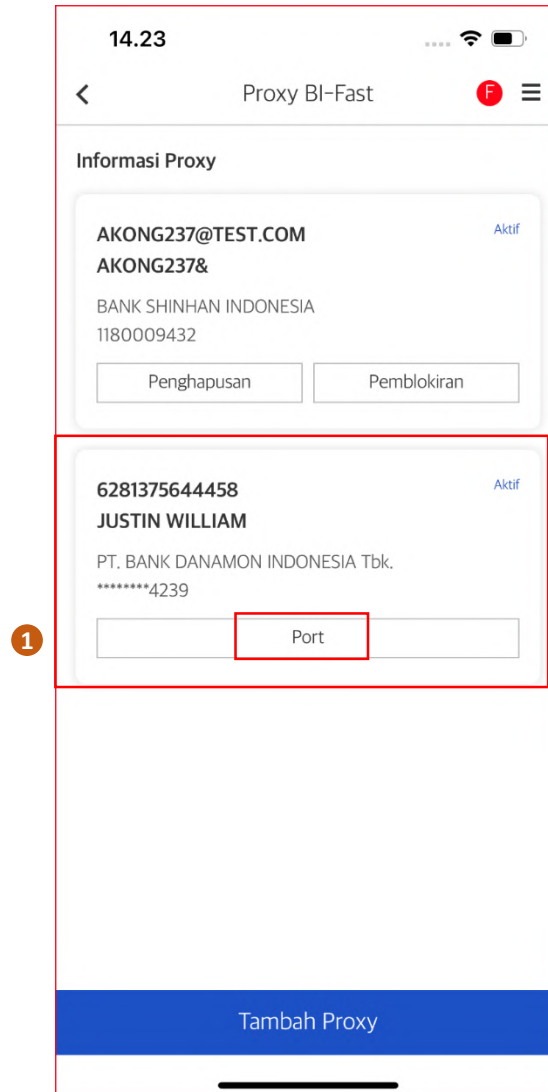 14.23
Proxy BI-Fast
F
Informasi Proxy
AKONG237@TEST.COM
Aktif
AKONG237&
BANK SHINHAN INDONESIA
1180009432
Penghapusan
Pemblokiran
6281375644458
Aktif
JUSTIN WILLIAM
PT. BANK DANAMON INDONESIA Tbk.
********4239
1
Port
Tambah Proxy